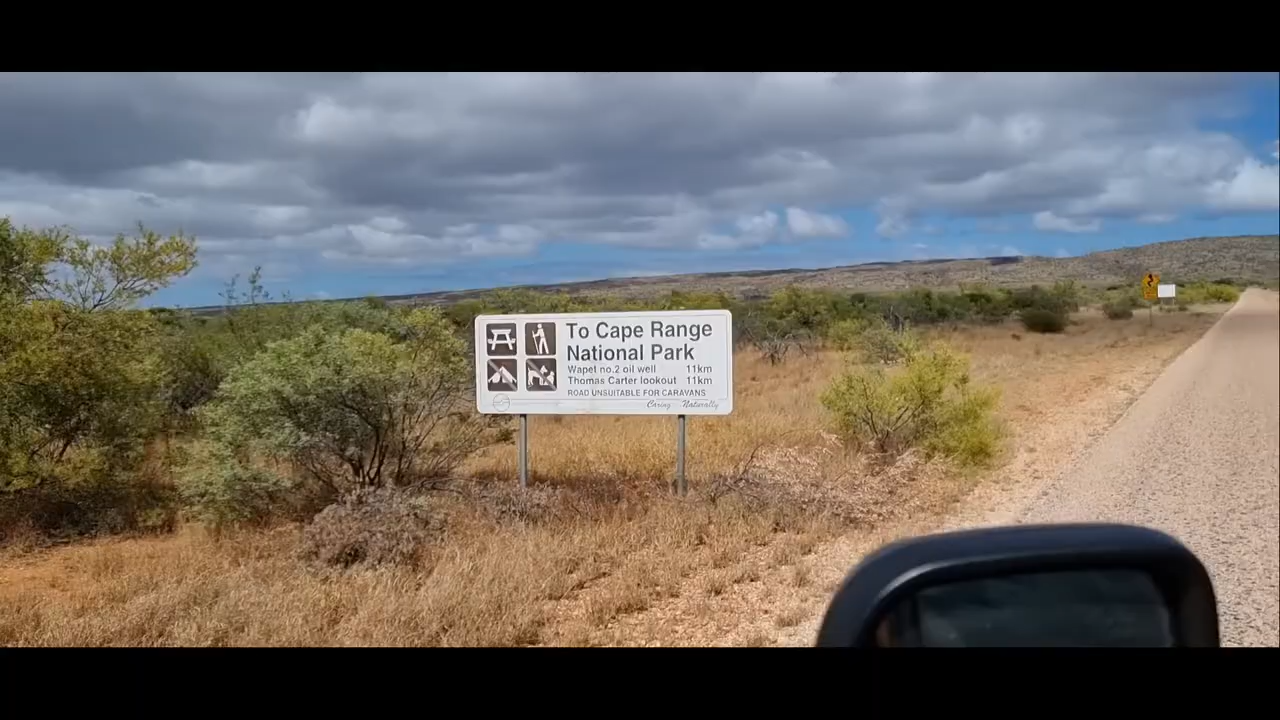 To Cape Range
National Park
Wapet no.2 oil well 11km
Thomas Carter lookout 11km
ROAD UNSUITABLE FOR CARAVANS
Caring Naturally